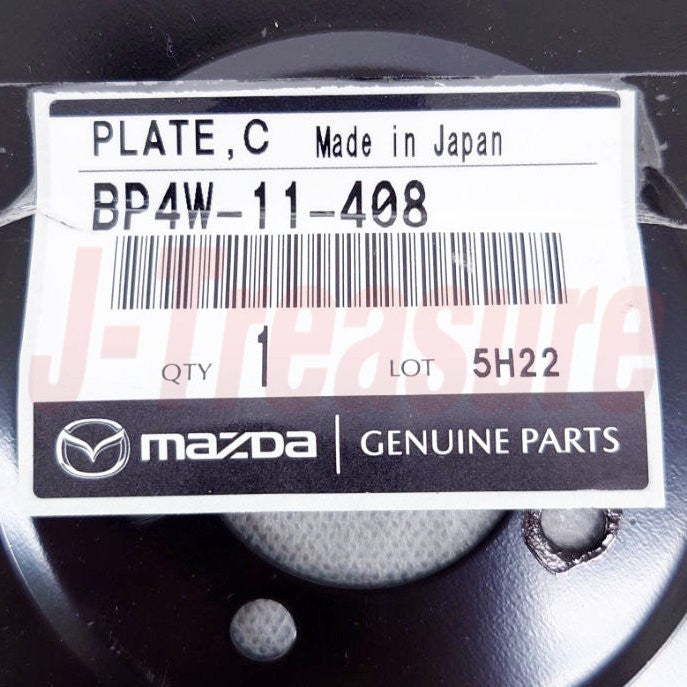 PLATE,C Made in Japan
BP4W-11-408
J-Treasure
QTY 1 LOT 5H22
mazda GENUINE PARTS